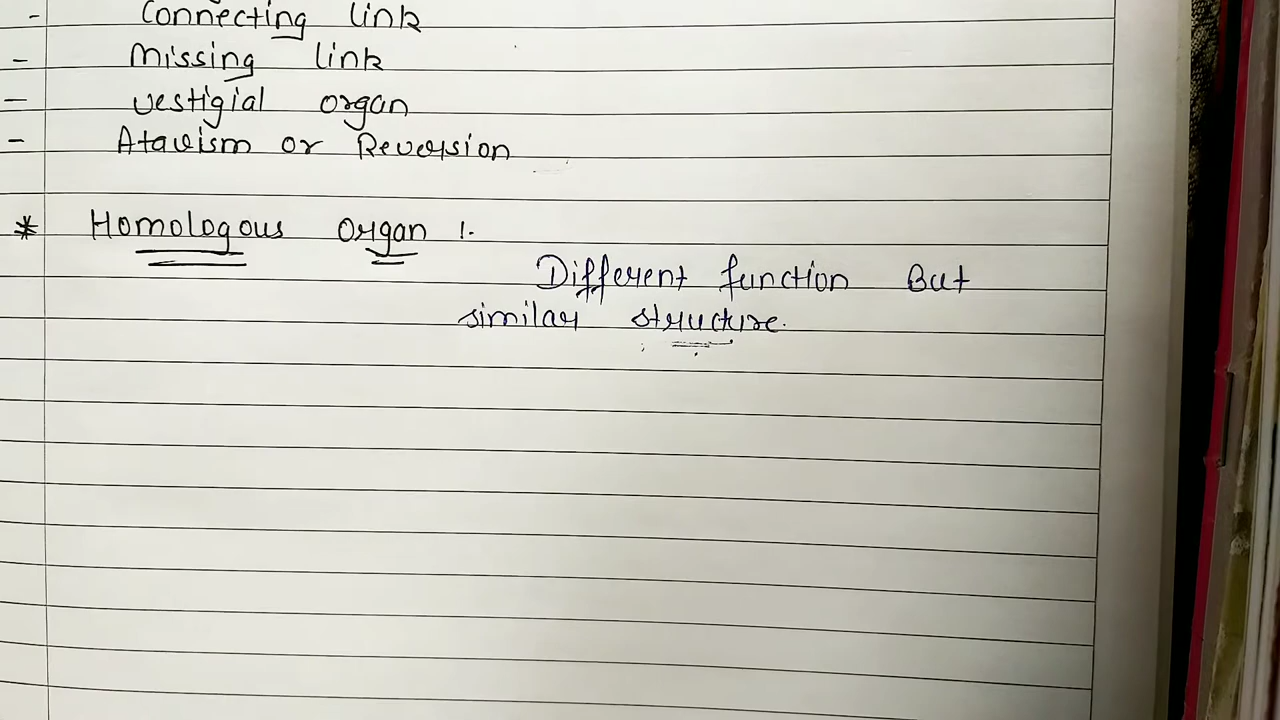 - Connecting link
- Missing link
- vestigial organ
- Atavism or Reversion
* Homologous organ :-
Different function But
similar structure.